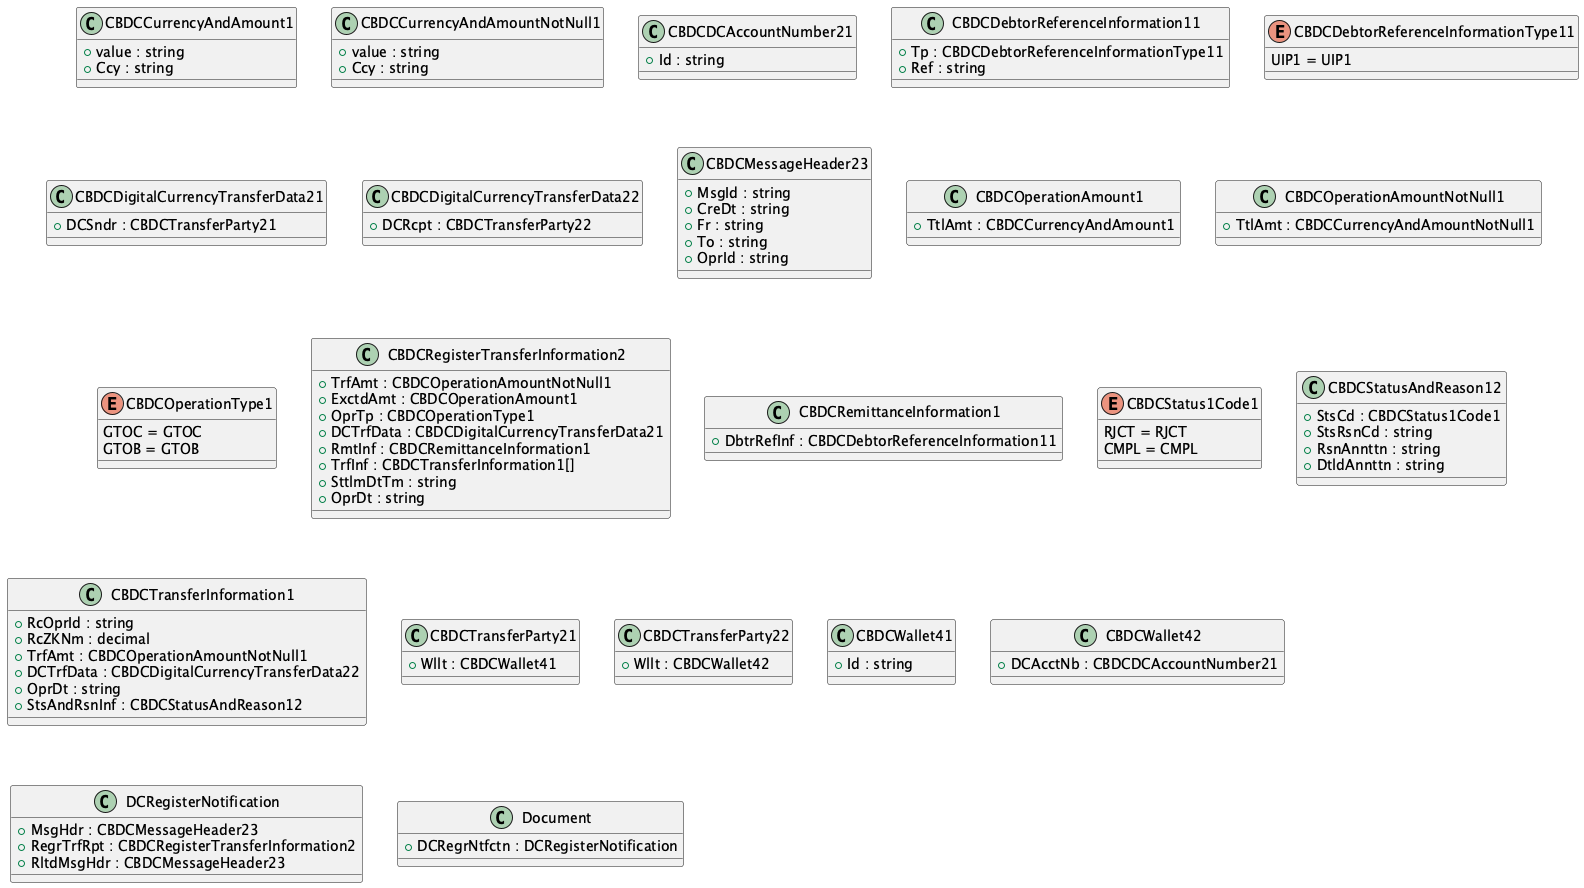 C CBDCCurrencyAndAmount1
value : string
Ccy : string
C CBDCCurrencyAndAmountNotNull1
value : string
Ccy : string
C CBDCDCAccountNumber21
Id : string
C CBDCDebtorReferenceInformation11
Tp : CBDCDebtorReferenceInformationType11
Ref : string
E CBDCDebtorReferenceInformationType11
UIP1 = UIP1
C CBDCDigitalCurrencyTransferData21
DCSndr : CBDCTransferParty21
C CBDCDigitalCurrencyTransferData22
DCRcpt : CBDCTransferParty22
C CBDCMessageHeader23
MsgId : string
CreDt : string
Fr : string
To : string
OprId : string
C CBDCOperationAmount1
TtlAmt : CBDCCurrencyAndAmount1
C CBDCOperationAmountNotNull1
TtlAmt : CBDCCurrencyAndAmountNotNull1
E CBDCOperationType1
GTOC = GTOC
GTOB = GTOB
C CBDCRegisterTransferInformation2
TrfAmt : CBDCOperationAmountNotNull1
ExctdAmt : CBDCOperationAmount1
OprTp : CBDCOperationType1
DCTrfData : CBDCDigitalCurrencyTransferData21
RmtInf : CBDCRemittanceInformation1
TrfInf : CBDCTransferInformation1[]
SttlmDtTm : string
OprDt : string
C CBDCRemittanceInformation1
DbtrRefInf : CBDCDebtorReferenceInformation11
E CBDCStatus1Code1
RJCT = RJCT
CMPL = CMPL
C CBDCStatusAndReason12
StsCd : CBDCStatus1Code1
StsRsnCd : string
RsnAnnttn : string
DtldAnnttn : string
C CBDCTransferInformation1
RcOprId : string
RcZKNm : decimal
TrfAmt : CBDCOperationAmountNotNull1
DCTrfData : CBDCDigitalCurrencyTransferData22
OprDt : string
StsAndRsnInf : CBDCStatusAndReason12
C CBDCTransferParty21
Wllt : CBDCWallet41
C CBDCTransferParty22
Wllt : CBDCWallet42
C CBDCWallet41
Id : string
C CBDCWallet42
DCAcctNb : CBDCDCAccountNumber21
C DCRegisterNotification
MsgHdr : CBDCMessageHeader23
RegrTrfRpt : CBDCRegisterTransferInformation2
RltdMsgHdr : CBDCMessageHeader23
C Document
DCRegrNtfctn : DCRegisterNotification